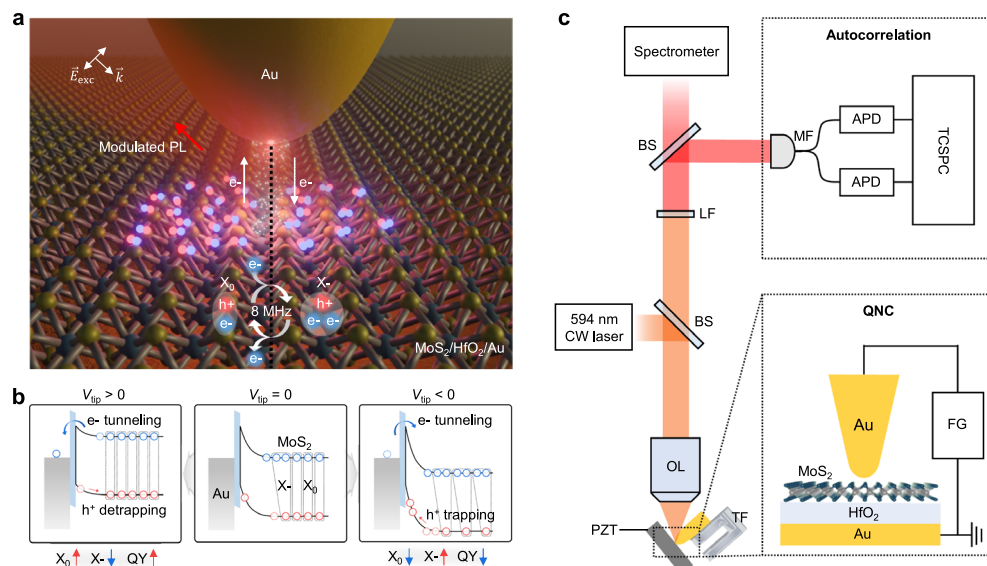 a
E⃗exc
k⃗
Au
Modulated PL
e-
e-
e-
X₀
X-
h+
8 MHz
h+
e-
e- e-
e-
MoS₂/HfO₂/Au
b
Vtip > 0
Vtip = 0
Vtip < 0
e- tunneling
h⁺ detrapping
MoS₂
X-
X₀
Au
e- tunneling
h⁺ trapping
X₀ ↑ X- ↓ QY ↑
X₀ ↓ X- ↑ QY ↓
c
Spectrometer
Autocorrelation
BS
MF
APD
APD
TCSPC
LF
594 nm
CW laser
BS
OL
PZT
TF
QNC
Au
FG
MoS₂
HfO₂
Au